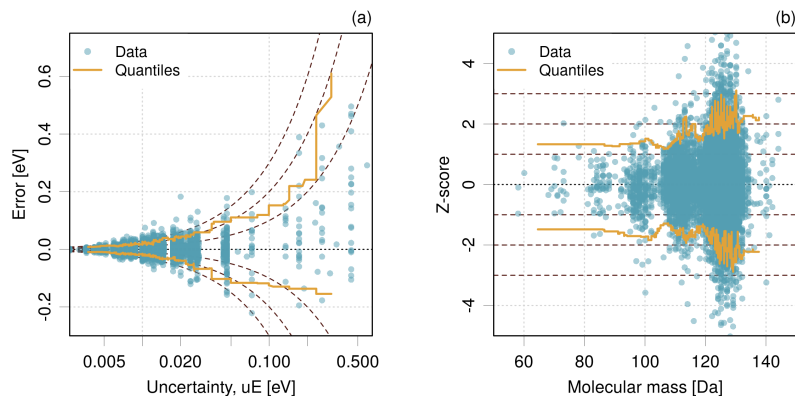 (a)
Data
Quantiles
0.6
0.4
0.2
0.0
-0.2
Error [eV]
0.005
0.020
0.100
0.500
Uncertainty, uE [eV]
(b)
Data
Quantiles
4
2
0
-2
-4
Z-score
60
80
100
120
140
Molecular mass [Da]